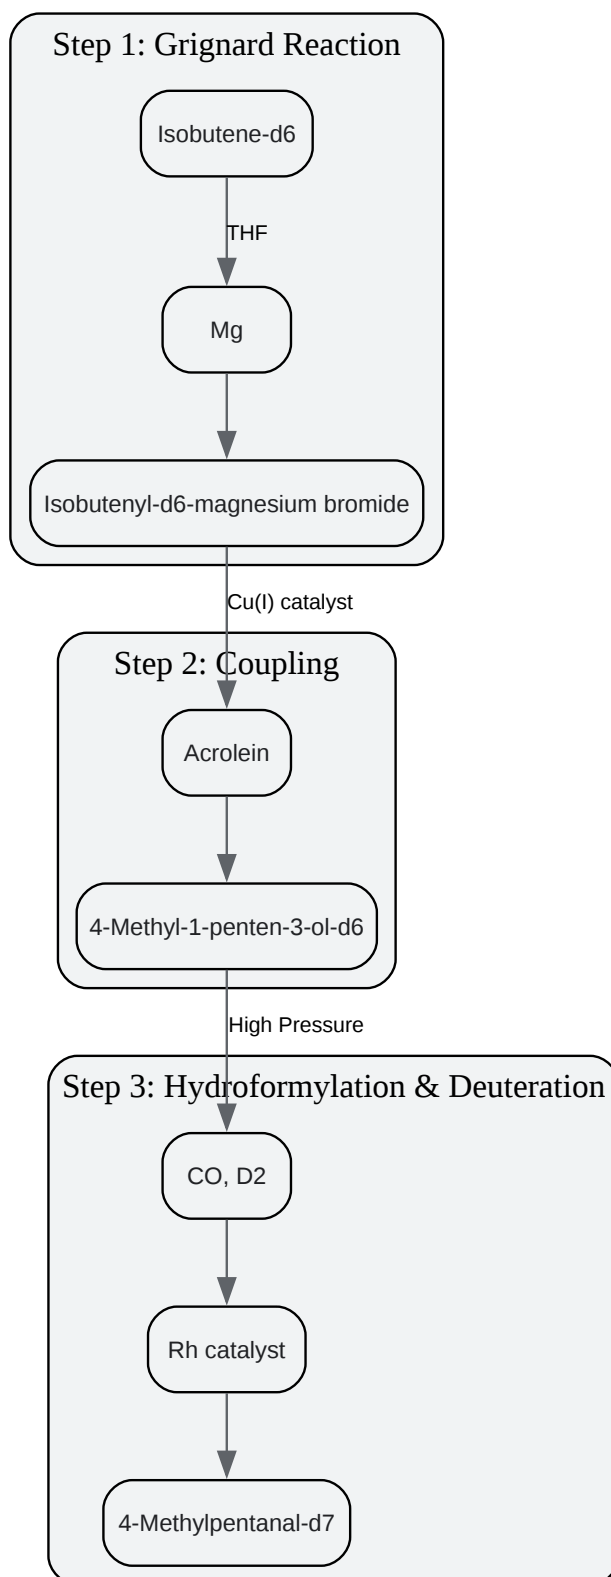 Step 1: Grignard Reaction
Isobutene-d6
THF
Mg
Isobutenyl-d6-magnesium bromide
Cu(I) catalyst
Step 2: Coupling
Acrolein
4-Methyl-1-penten-3-ol-d6
High Pressure
Step 3: Hydroformylation & Deuteration
CO, D2
Rh catalyst
4-Methylpentanal-d7